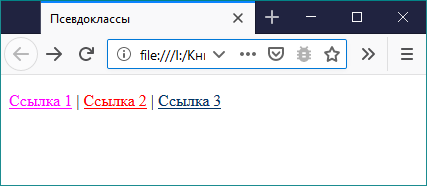 Псевдоклассы
file:///I:/Кни
Ссылка 1 | Ссылка 2 | Ссылка 3